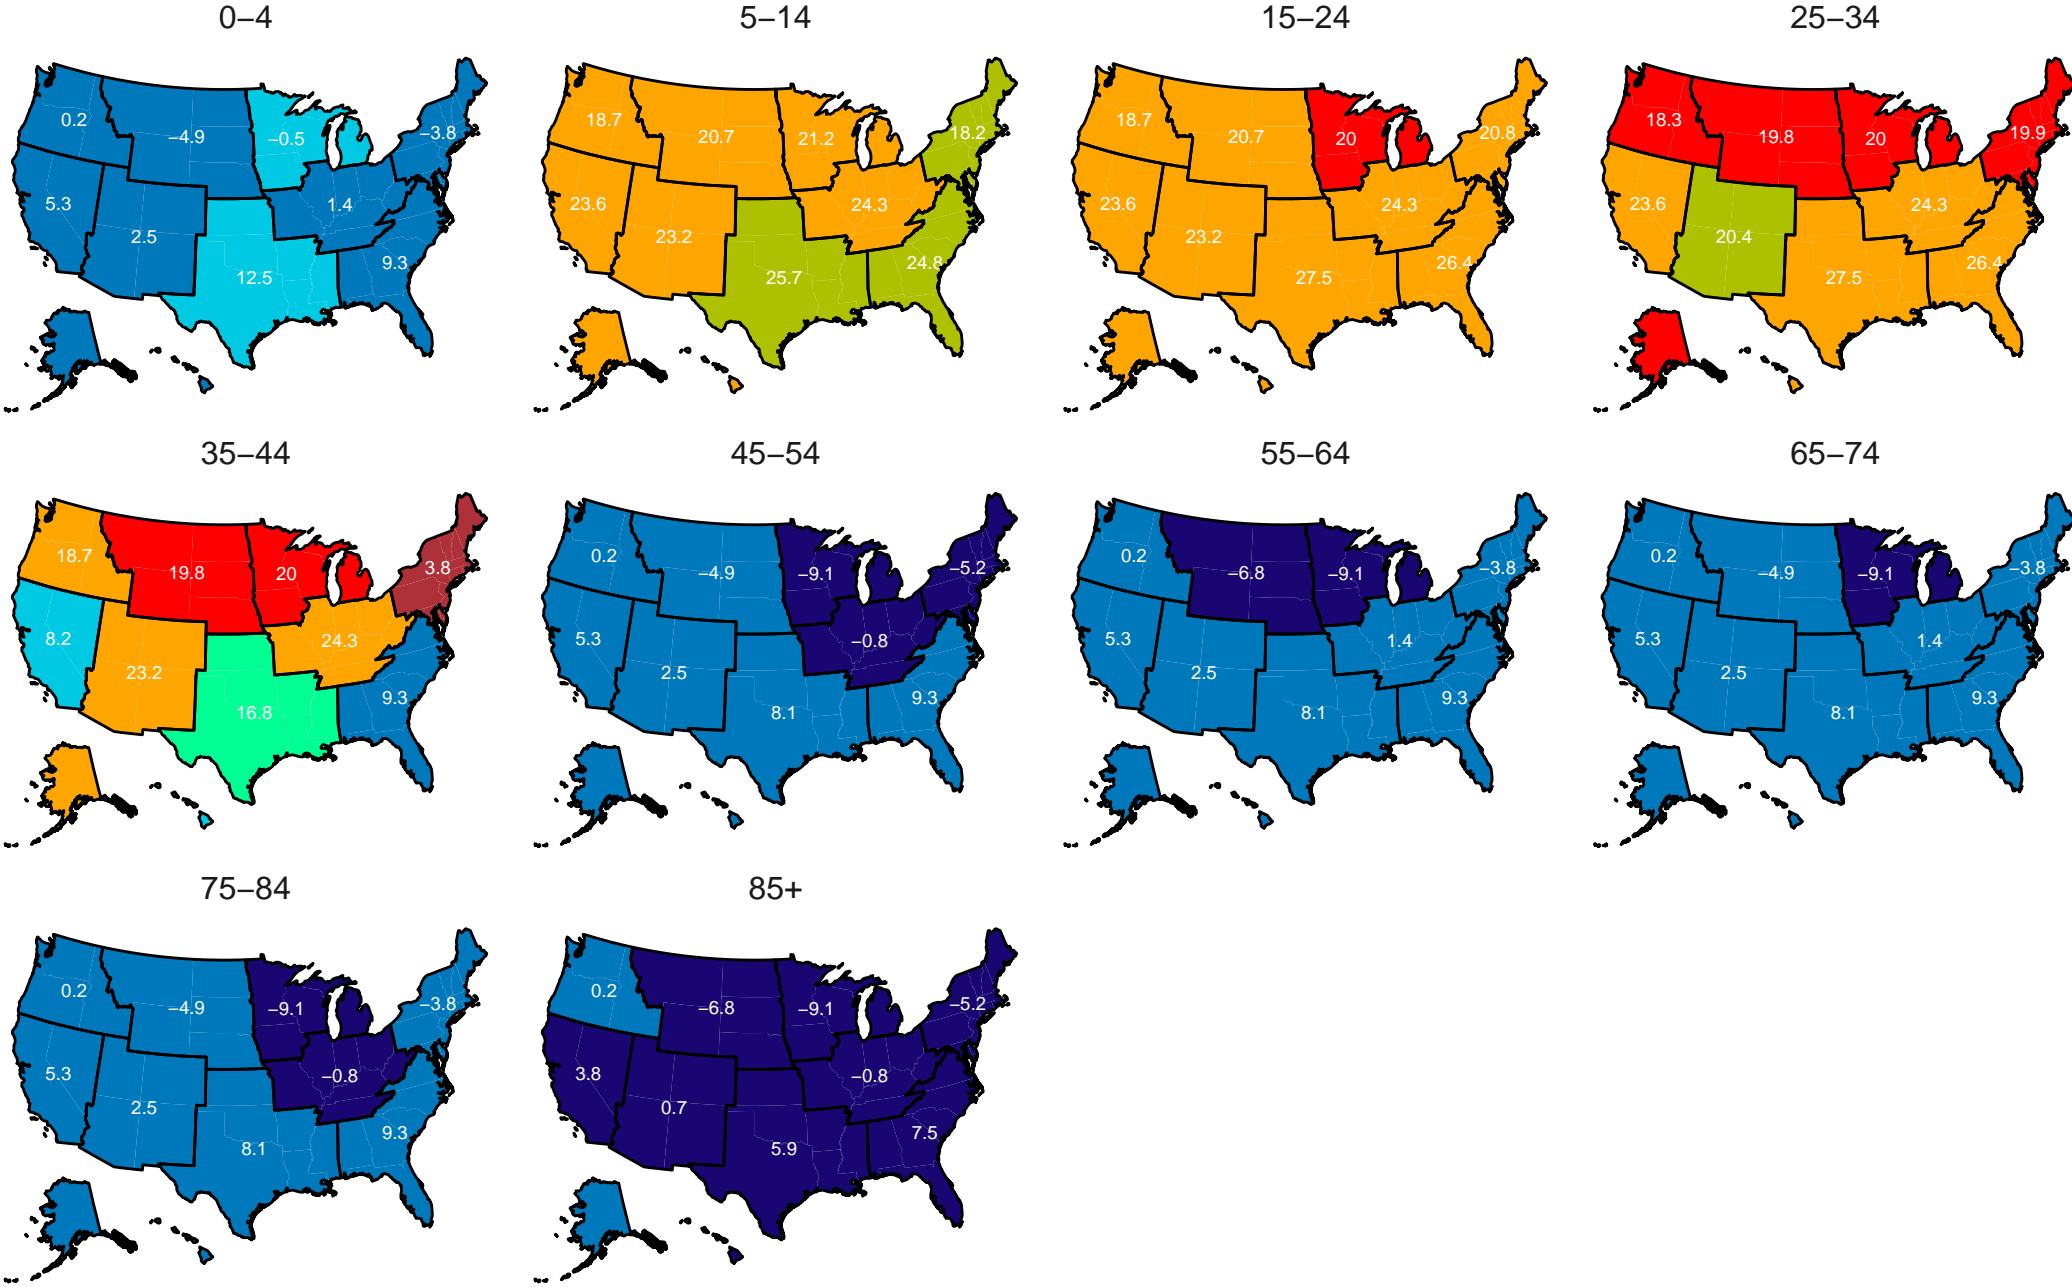 0–4
5–14
15–24
25–34
0.2 −4.9 −0.5 −3.8
5.3 2.5 1.4 12.5 9.3
18.7 20.7 21.2 18.2
23.6 23.2 24.3 25.7 24.8
18.7 20.7 20 20.8
23.6 23.2 24.3 27.5 26.4
18.3 19.8 20 19.9
23.6 20.4 24.3 27.5 26.4
35–44
45–54
55–64
65–74
18.7 19.8 20 3.8
8.2 23.2 24.3 16.8 9.3
0.2 −4.9 −9.1 −5.2
5.3 2.5 −0.8 8.1 9.3
0.2 −6.8 −9.1 −3.8
5.3 2.5 1.4 8.1 9.3
0.2 −4.9 −9.1 −3.8
5.3 2.5 1.4 8.1 9.3
75–84
85+
0.2 −4.9 −9.1 −3.8
5.3 2.5 −0.8 8.1 9.3
0.2 −6.8 −9.1 −5.2
3.8 0.7 −0.8 5.9 7.5